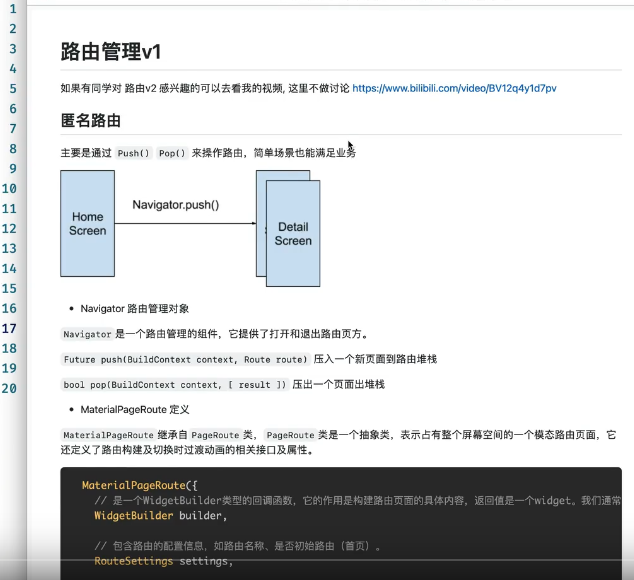 1
2
3
4
5
6
7
8
9
10
11
12
13
14
15
16
17
18
19
20
路由管理v1
如果有同学对 路由v2 感兴趣的可以去看我的视频, 这里不做讨论 https://www.bilibili.com/video/BV12q4y1d7pv
匿名路由
主要是通过 Push() Pop() 来操作路由，简单场景也能满足业务
Home
Screen
Navigator.push()
Detail
Screen
• Navigator 路由管理对象
Navigator 是一个路由管理的组件，它提供了打开和退出路由页方。
Future push(BuildContext context, Route route) 压入一个新页面到路由堆栈
bool pop(BuildContext context, [ result ]) 压出一个页面出堆栈
• MaterialPageRoute 定义
MaterialPageRoute 继承自 PageRoute 类， PageRoute 类是一个抽象类，表示占有整个屏幕空间的一个模态路由页面，它
还定义了路由构建及切换时过渡动画的相关接口及属性。
MaterialPageRoute({
// 是一个WidgetBuilder类型的回调函数，它的作用是构建路由页面的具体内容，返回值是一个widget。我们通常
WidgetBuilder builder,
// 包含路由的配置信息，如路由名称、是否初始路由（首页）。
RouteSettings settings,